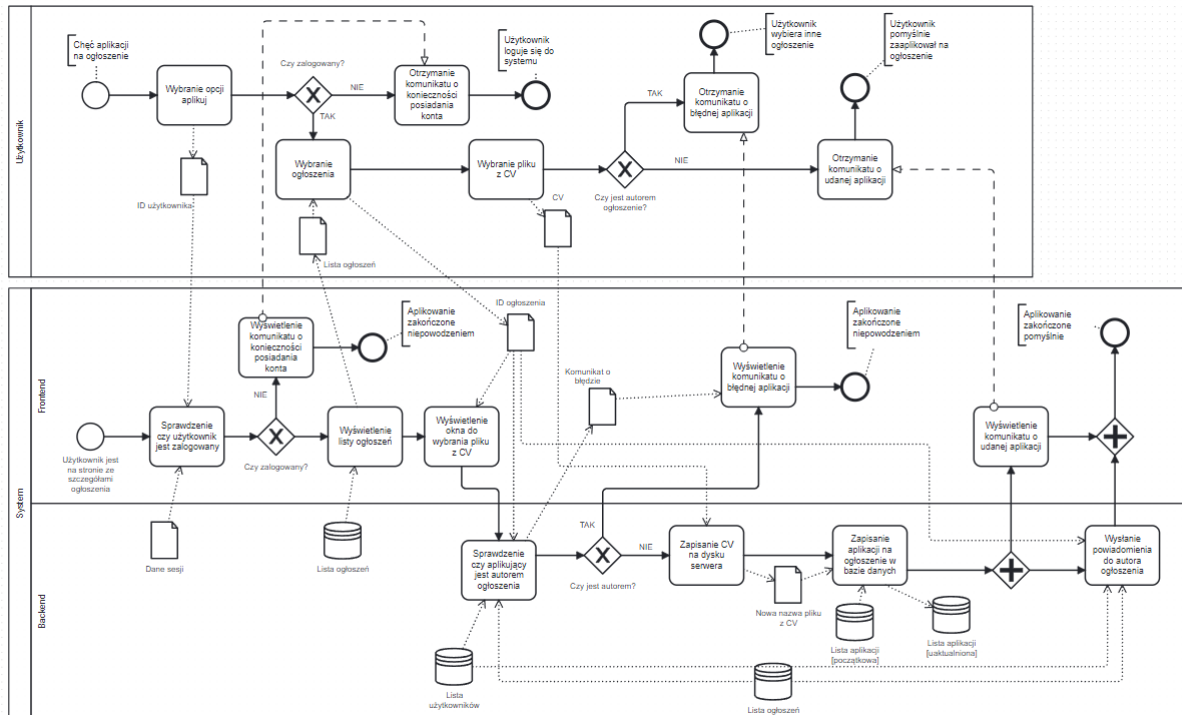 Użytkownik
Chęć aplikacji
na ogłoszenie
Wybranie opcji
aplikuj
Czy zalogowany?
NIE
TAK
Otrzymanie
komunikatu o
konieczności
posiadania
konta
Użytkownik
loguje się do
systemu
Użytkownik
wybiera inne
ogłoszenie
Użytkownik
pomyślnie
zaaplikował na
ogłoszenie
Otrzymanie
komunikatu o
błędnej aplikacji
TAK
Wybranie
ogłoszenia
Wybranie pliku
z CV
NIE
Czy jest autorem
ogłoszenie?
Otrzymanie
komunikatu o
udanej aplikacji
ID użytkownika
CV
Lista ogłoszeń
System
Frontend
Wyświetlenie
komunikatu o
konieczności
posiadania
konta
Aplikowanie
zakończone
niepowodzeniem
ID ogłoszenia
Komunikat o
błędzie
Wyświetlenie
komunikatu o
błędnej aplikacji
Aplikowanie
zakończone
niepowodzeniem
Aplikowanie
zakończone
pomyślnie
NIE
Sprawdzenie
czy użytkownik
jest zalogowany
Czy zalogowany?
Wyświetlenie
listy ogłoszeń
Wyświetlenie
okna do
wybrania pliku
z CV
Wyświetlenie
komunikatu o
udanej aplikacji
Użytkownik jest
na stronie ze
szczegółami
ogłoszenia
Backend
Dane sesji
Lista ogłoszeń
Sprawdzenie
czy aplikujący
jest autorem
ogłoszenia
TAK
NIE
Czy jest autorem?
Zapisanie CV
na dysku
serwera
Zapisanie
aplikacji na
ogłoszenie w
bazie danych
Wysłanie
powiadomienia
do autora
ogłoszenia
Nowa nazwa pliku
z CV
Lista aplikacji
[początkowa]
Lista aplikacji
[uaktualniona]
Lista
użytkowników
Lista ogłoszeń